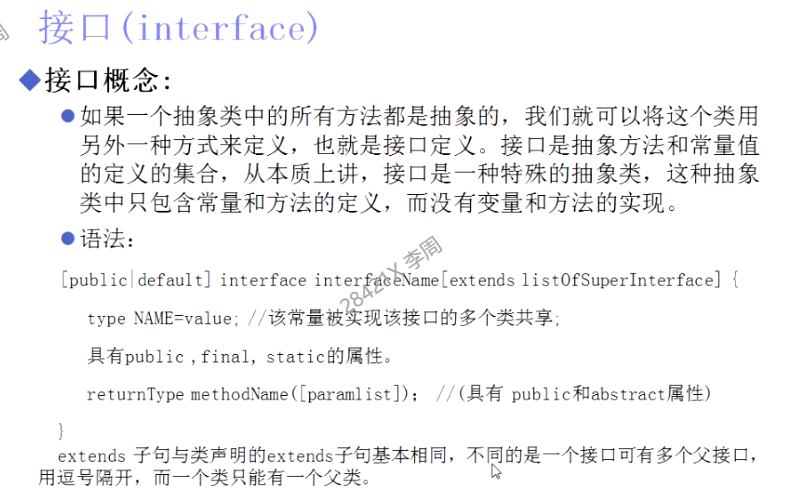 接口(interface)
接口概念:
如果一个抽象类中的所有方法都是抽象的，我们就可以将这个类用
另外一种方式来定义，也就是接口定义。接口是抽象方法和常量值
的定义的集合，从本质上讲，接口是一种特殊的抽象类，这种抽象
类中只包含常量和方法的定义，而没有变量和方法的实现。
语法：
[public|default] interface interfaceName[extends listOfSuperInterface] {
type NAME=value; //该常量被实现该接口的多个类共享;
具有public ,final, static的属性。
returnType methodName([paramlist]); //(具有 public和abstract属性)
}
extends 子句与类声明的extends子句基本相同，不同的是一个接口可有多个父接口，
用逗号隔开，而一个类只能有一个父类。
28421X 李周